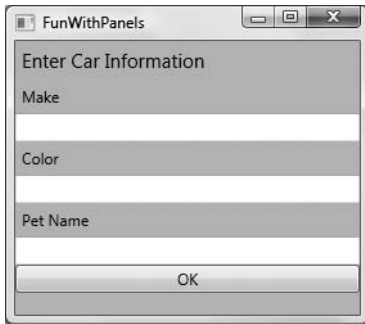 FunWithPanels
Enter Car Information
Make
Color
Pet Name
OK